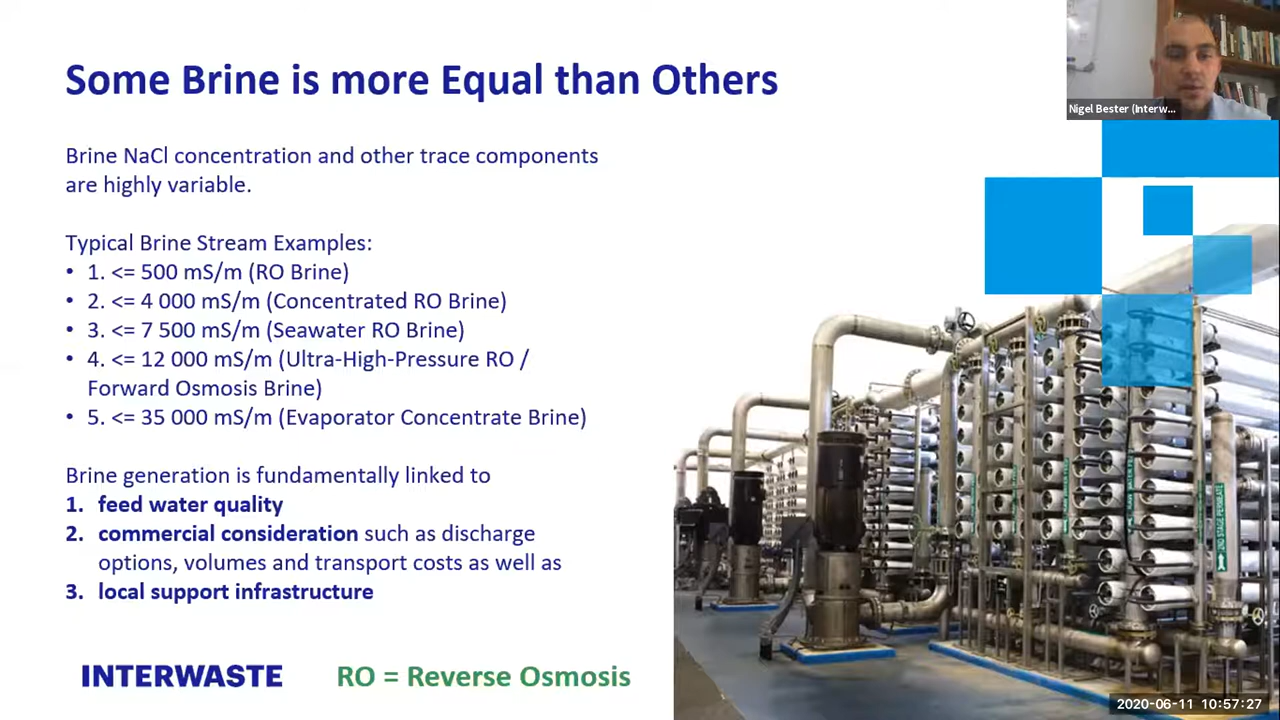 Some Brine is more Equal than Others
Nigel Bester (Interw...
Brine NaCl concentration and other trace components
are highly variable.
Typical Brine Stream Examples:
• 1. <= 500 mS/m (RO Brine)
• 2. <= 4 000 mS/m (Concentrated RO Brine)
• 3. <= 7 500 mS/m (Seawater RO Brine)
• 4. <= 12 000 mS/m (Ultra-High-Pressure RO /
Forward Osmosis Brine)
• 5. <= 35 000 mS/m (Evaporator Concentrate Brine)
Brine generation is fundamentally linked to
1. feed water quality
2. commercial consideration such as discharge
options, volumes and transport costs as well as
3. local support infrastructure
INTERWASTE
RO = Reverse Osmosis
2ND STAGE PERMEATE
2020-06-11 10:57:27